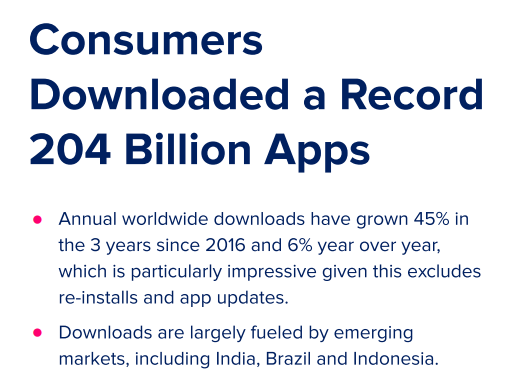 Consumers
Downloaded a Record
204 Billion Apps
Annual worldwide downloads have grown 45% in
the 3 years since 2016 and 6% year over year,
which is particularly impressive given this excludes
re-installs and app updates.
Downloads are largely fueled by emerging
markets, including India, Brazil and Indonesia.